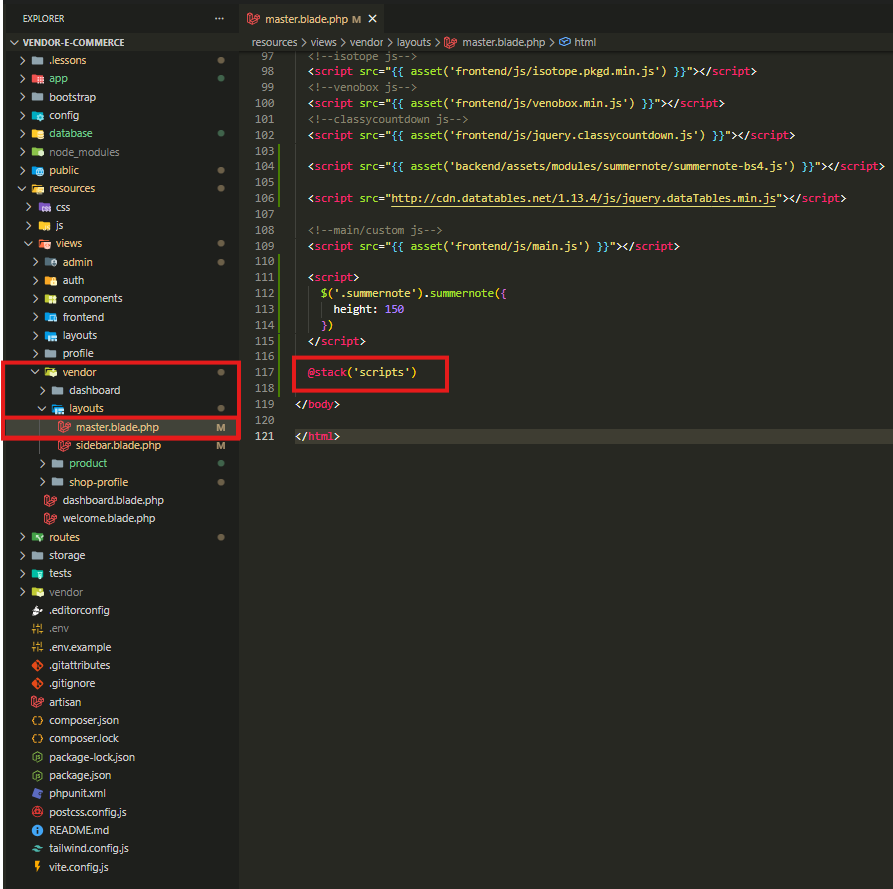 EXPLORER
VENDOR-E-COMMERCE
.lessons
app
bootstrap
config
database
node_modules
public
resources
css
js
views
admin
auth
components
frontend
layouts
profile
vendor
dashboard
layouts
master.blade.php M
sidebar.blade.php M
product
shop-profile
dashboard.blade.php
welcome.blade.php
routes
storage
tests
vendor
.editorconfig
.env
.env.example
.gitattributes
.gitignore
artisan
composer.json
composer.lock
package-lock.json
package.json
phpunit.xml
postcss.config.js
README.md
tailwind.config.js
vite.config.js
master.blade.php M
resources > views > vendor > layouts > master.blade.php > html
97 <!--isotope js-->
98 <script src="{{ asset('frontend/js/isotope.pkgd.min.js') }}"></script>
99 <!--venobox js-->
100 <script src="{{ asset('frontend/js/venobox.min.js') }}"></script>
101 <!--classycountdown js-->
102 <script src="{{ asset('frontend/js/jquery.classycountdown.js') }}"></script>
103
104 <script src="{{ asset('backend/assets/modules/summernote/summernote-bs4.js') }}"></script>
105
106 <script src="http://cdn.datatables.net/1.13.4/js/jquery.dataTables.min.js"></script>
107
108 <!--main/custom js-->
109 <script src="{{ asset('frontend/js/main.js') }}"></script>
110
111 <script>
112 $('.summernote').summernote({
113 height: 150
114 })
115 </script>
116
117 @stack('scripts')
118
119 </body>
120
121 </html>